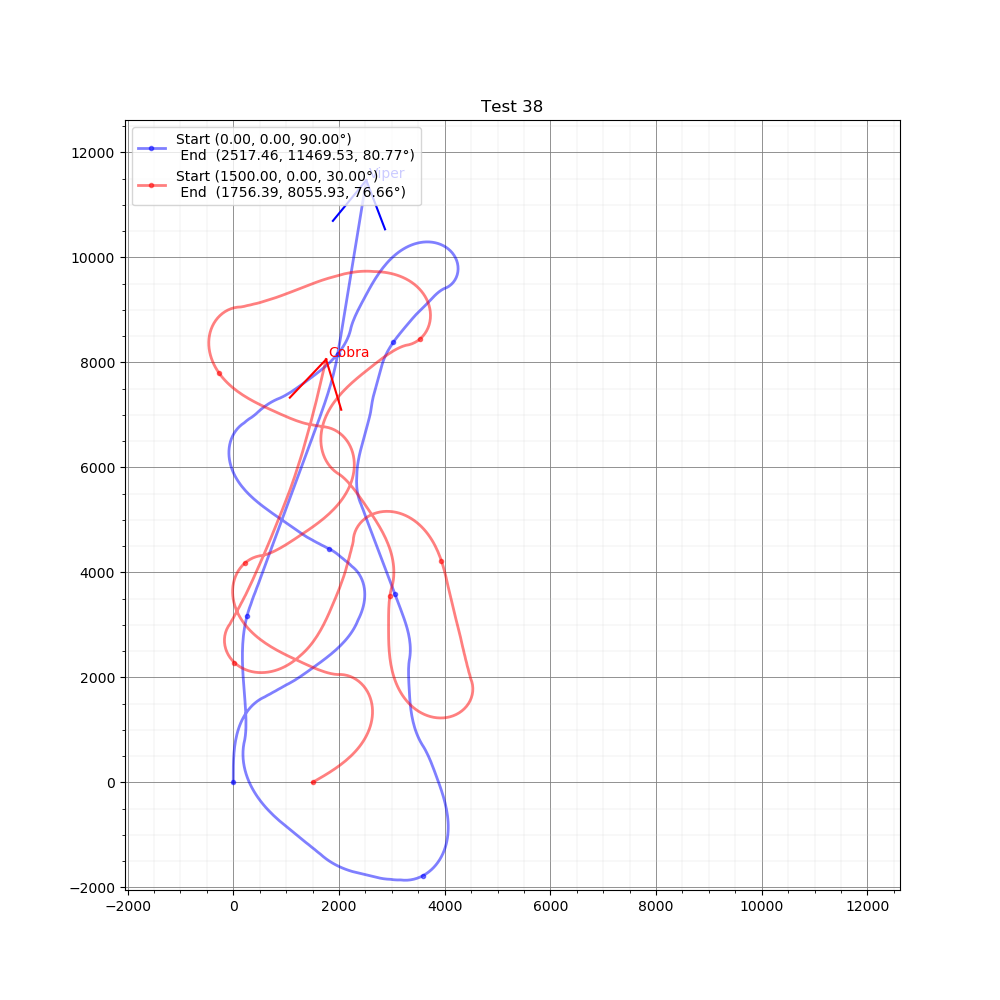 Test 38
Start (0.00, 0.00, 90.00°)
End (2517.46, 11469.53, 80.77°)
Start (1500.00, 0.00, 30.00°)
End (1756.39, 8055.93, 76.66°)
Cobra
12000
10000
8000
6000
4000
2000
0
−2000
−2000 0 2000 4000 6000 8000 10000 12000